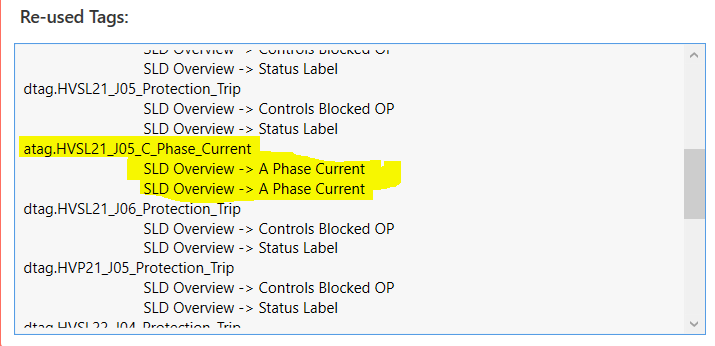 Re-used Tags:
SLD Overview -> Controls Blocked OP
SLD Overview -> Status Label
dtag.HVSL21_J05_Protection_Trip
SLD Overview -> Controls Blocked OP
SLD Overview -> Status Label
atag.HVSL21_J05_C_Phase_Current
SLD Overview -> A Phase Current
SLD Overview -> A Phase Current
dtag.HVSL21_J06_Protection_Trip
SLD Overview -> Controls Blocked OP
SLD Overview -> Status Label
dtag.HVP21_J05_Protection_Trip
SLD Overview -> Controls Blocked OP
SLD Overview -> Status Label
dtag.HVSL22_J04_Protection_Trip